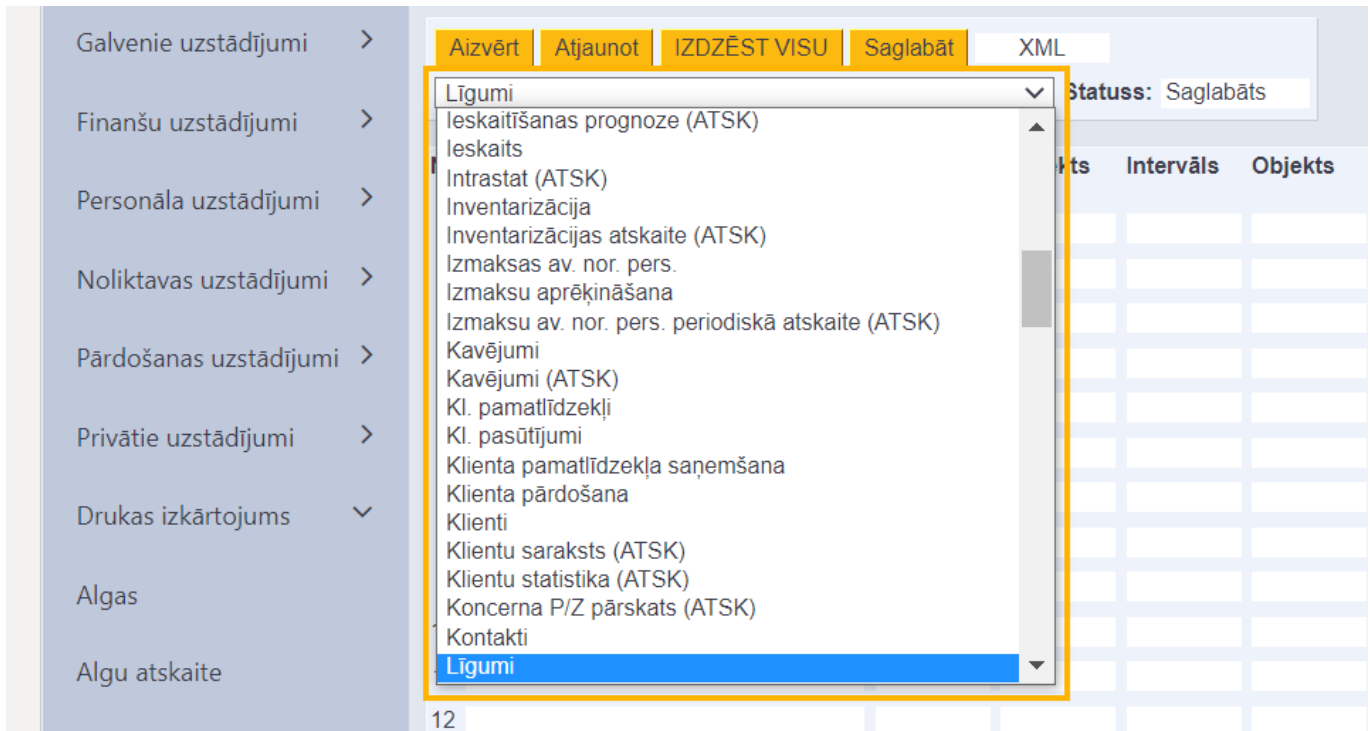 Galvenie uzstādījumi
Finanšu uzstādījumi
Personāla uzstādījumi
Noliktavas uzstādījumi
Pārdošanas uzstādījumi
Privātie uzstādījumi
Drukas izkārtojums
Algas
Algu atskaite
Aizvērt Atjaunot IZDZĒST VISU Saglabāt XML
Līgumi
Statuss: Saglabāts
Intervāls Objekts
Ieskaitīšanas prognoze (ATSK)
Ieskaits
Intrastat (ATSK)
Inventarizācija
Inventarizācijas atskaite (ATSK)
Izmaksas av. nor. pers.
Izmaksu aprēķināšana
Izmaksu av. nor. pers. periodiskā atskaite (ATSK)
Kavējumi
Kavējumi (ATSK)
Kl. pamatlīdzekļi
Kl. pasūtījumi
Klienta pamatlīdzekļa saņemšana
Klienta pārdošana
Klienti
Klientu saraksts (ATSK)
Klientu statistika (ATSK)
Koncerna P/Z pārskats (ATSK)
Kontakti
Līgumi
12